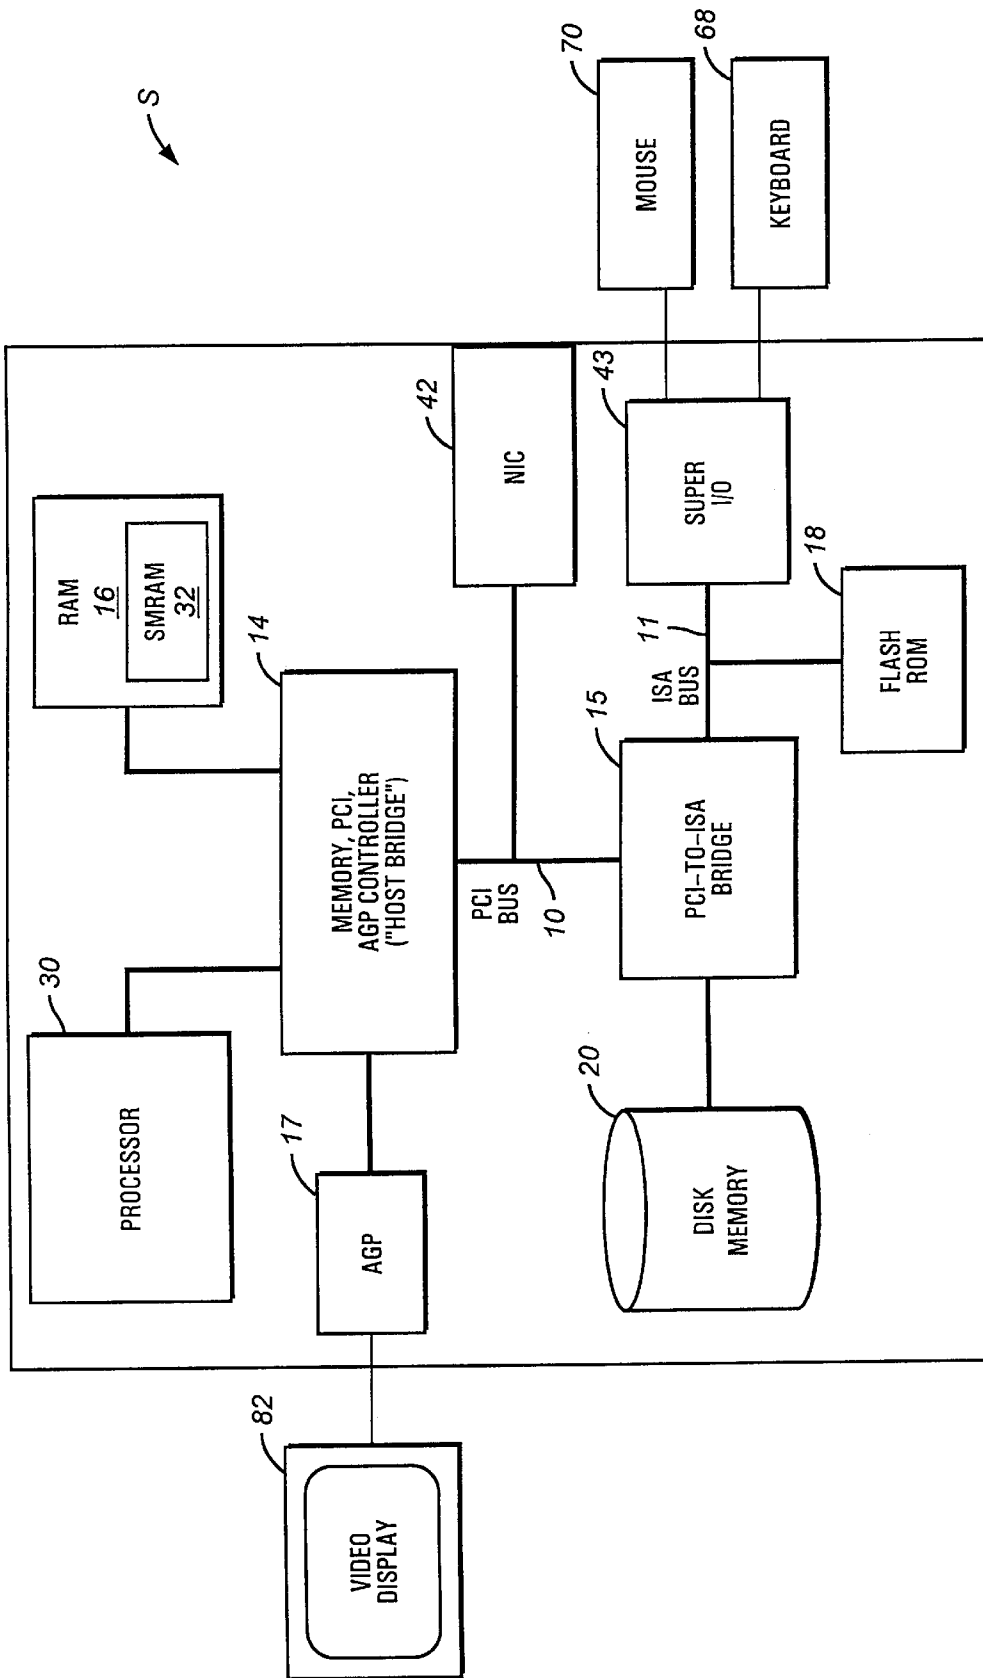 S
PROCESSOR
30
RAM
16
SMRAM
32
VIDEO
DISPLAY
82
AGP
17
MEMORY, PCI,
AGP CONTROLLER
("HOST BRIDGE")
14
NIC
42
MOUSE
70
PCI
BUS
10
DISK
MEMORY
20
PCI-TO-ISA
BRIDGE
15
ISA
BUS
11
SUPER
I/O
43
KEYBOARD
68
FLASH
ROM
18